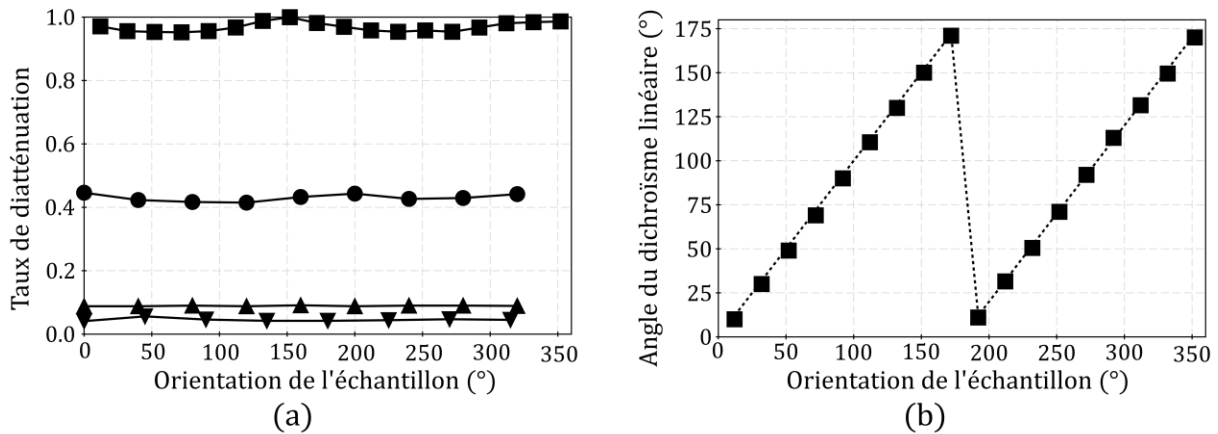 Taux de diatténuation
1.0
0.8
0.6
0.4
0.2
0.0
0 50 100 150 200 250 300 350
Orientation de l'échantillon (°)
(a)
Angle du dichroïsme linéaire (°)
175
150
125
100
75
50
25
0
0 50 100 150 200 250 300 350
Orientation de l'échantillon (°)
(b)